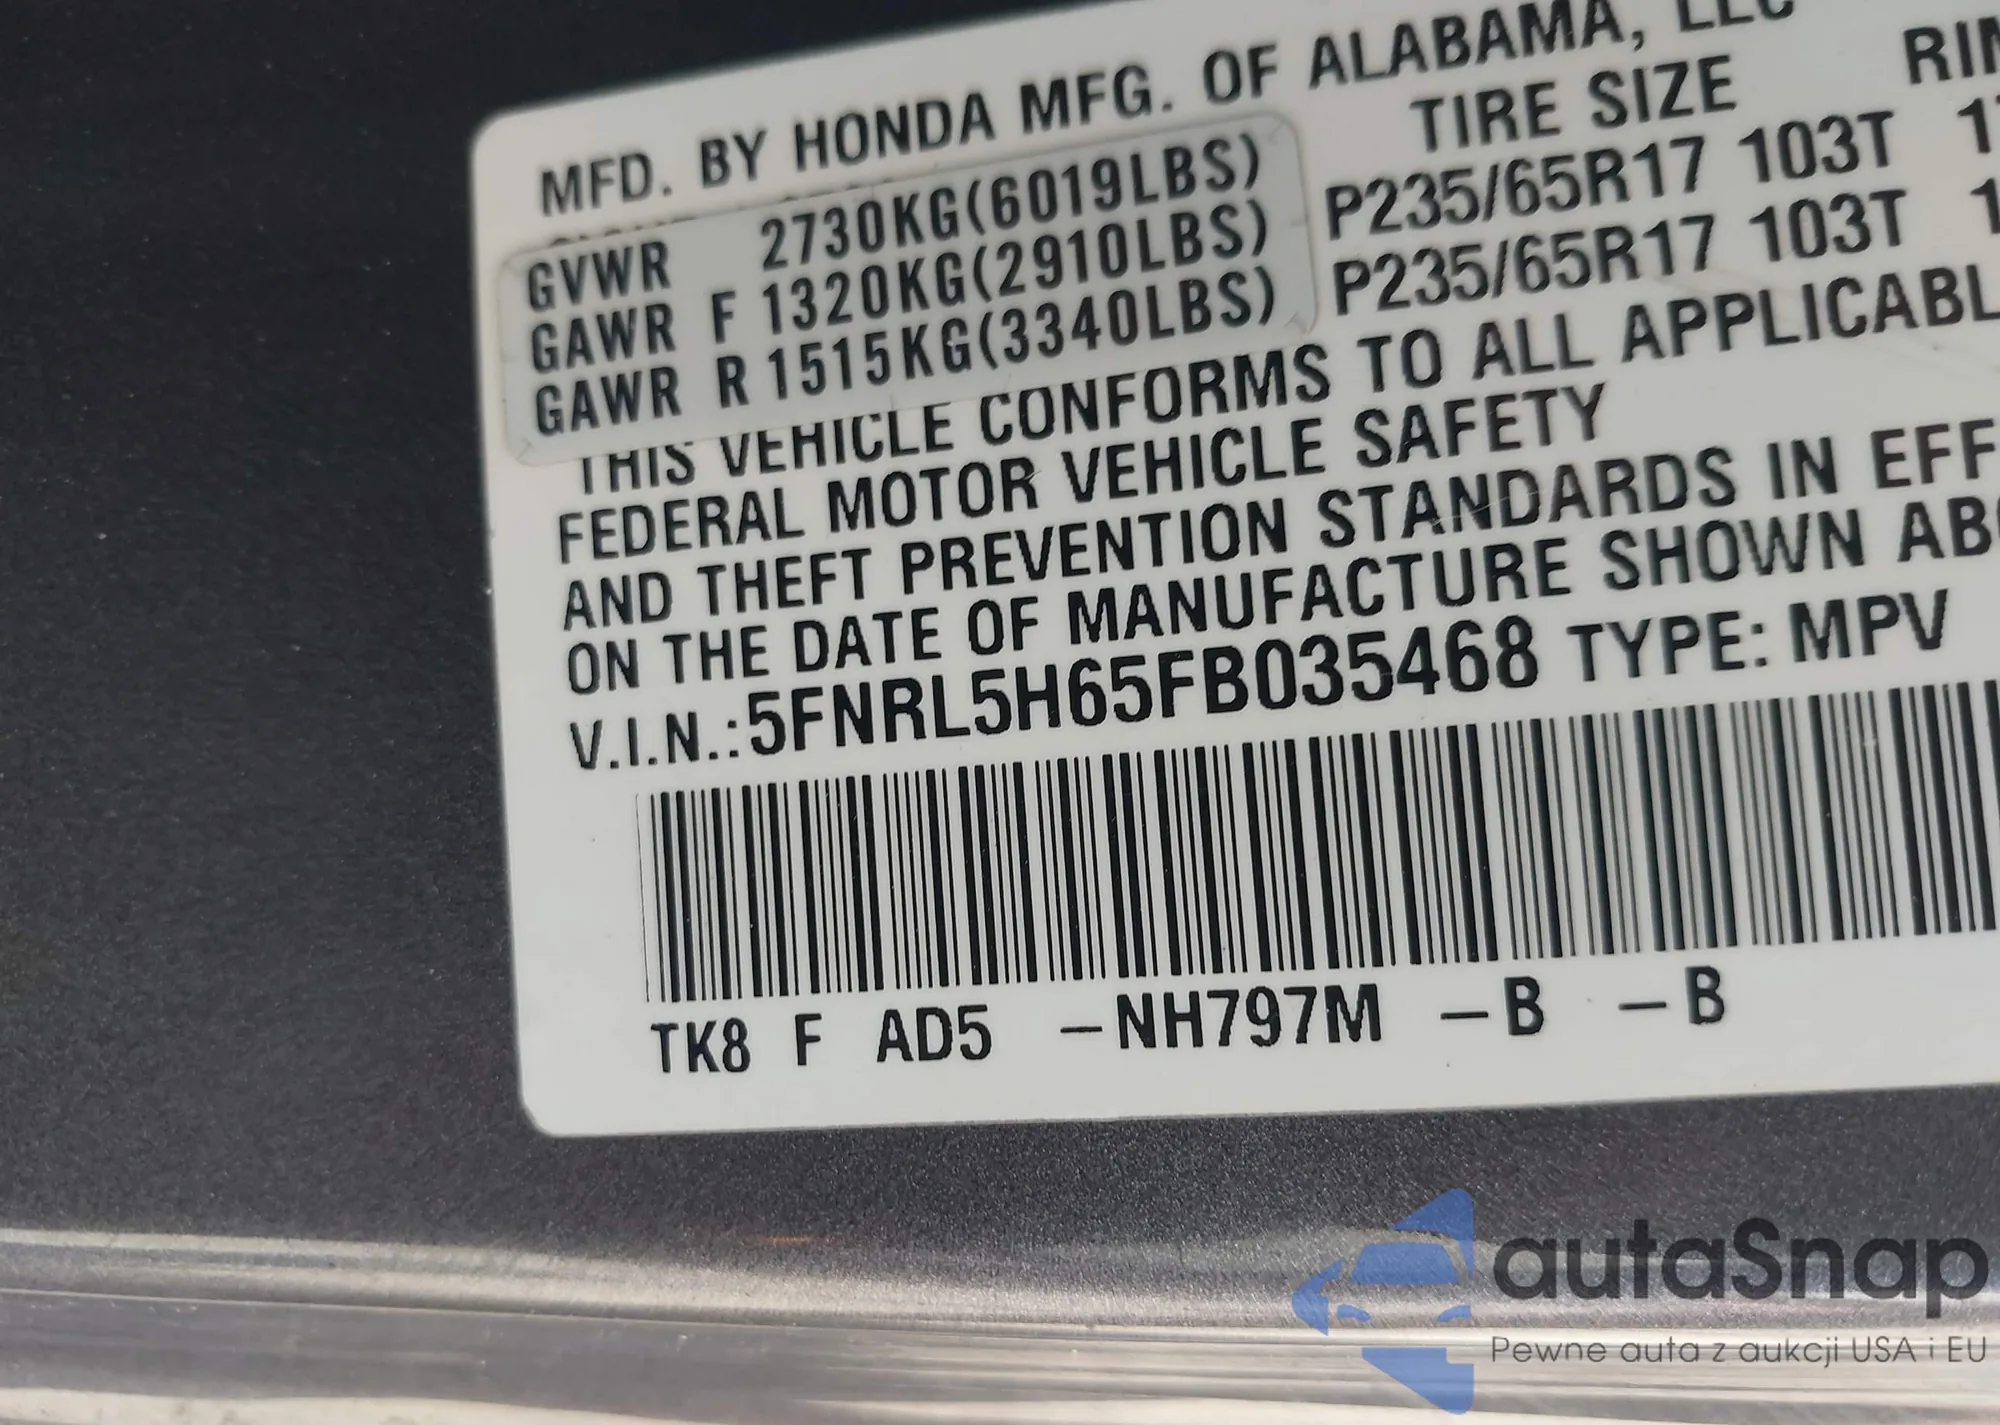 MFD. BY HONDA MFG. OF ALABAMA, LLC
TIRE SIZE
GVWR 2730KG(6019LBS) P235/65R17 103T
GAWR F 1320KG(2910LBS) P235/65R17 103T
GAWR R 1515KG(3340LBS)
THIS VEHICLE CONFORMS TO ALL APPLICABL
FEDERAL MOTOR VEHICLE SAFETY
AND THEFT PREVENTION STANDARDS IN EFF
ON THE DATE OF MANUFACTURE SHOWN AB
V.I.N.:5FNRL5H65FB035468 TYPE: MPV
TK8 F AD5 -NH797M -B -B
autaSnap
Pewne auta z aukcji USA i EU